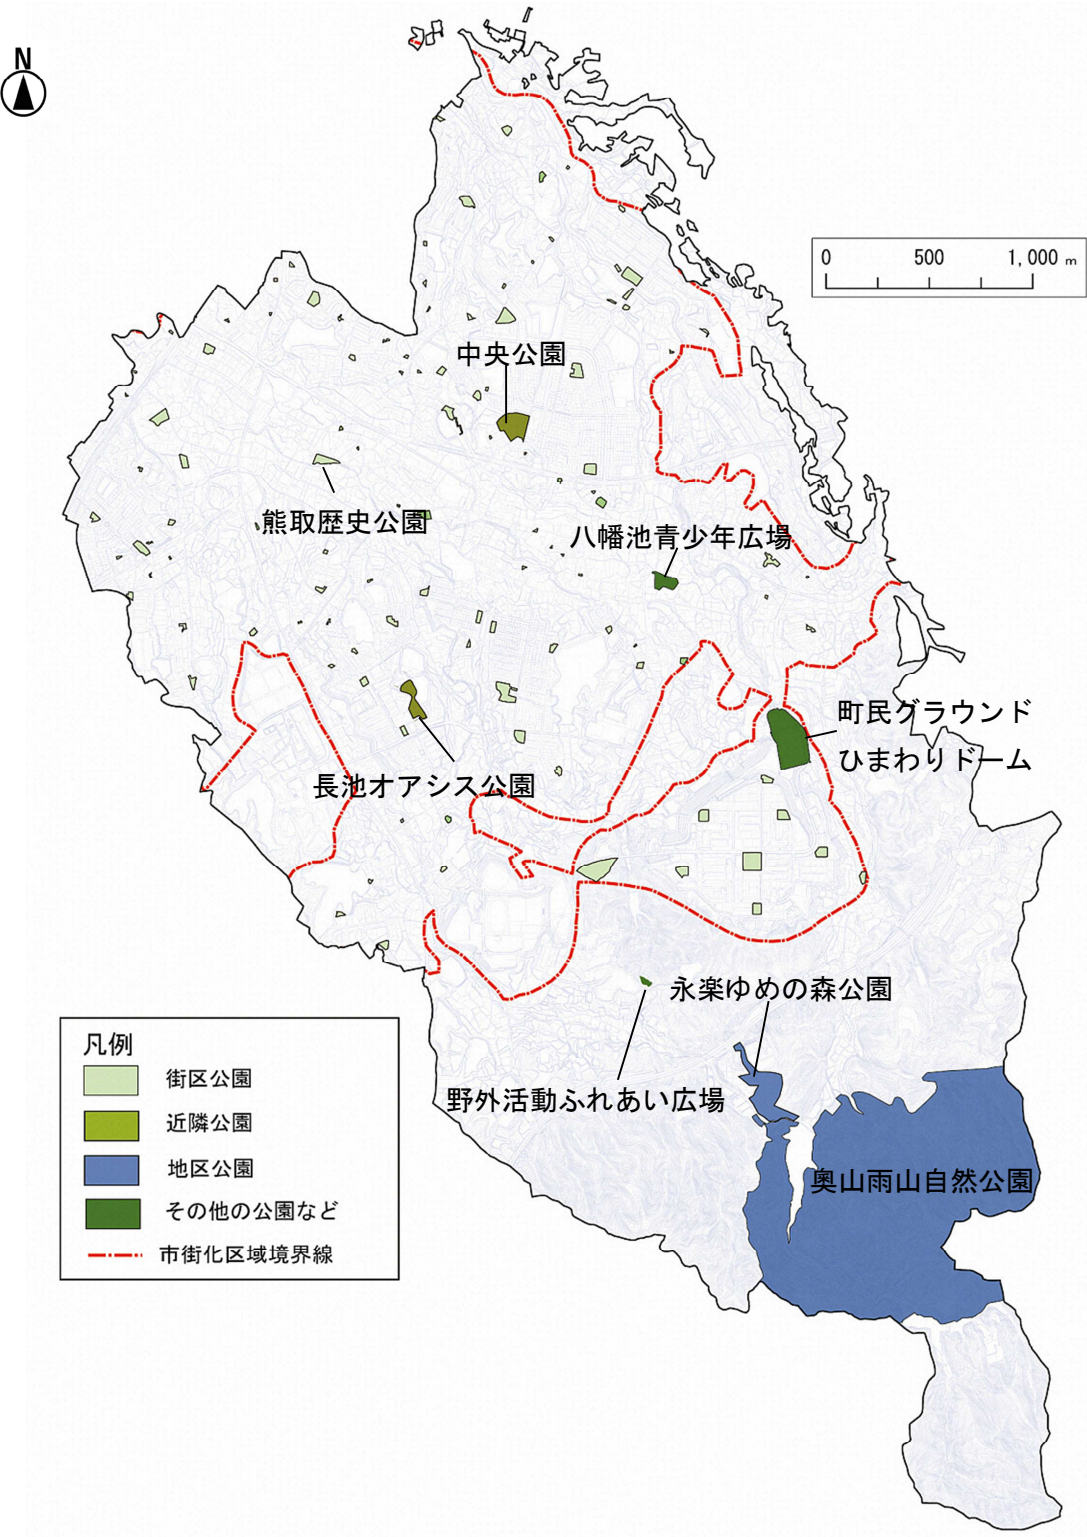 N
0 500 1,000 m
中央公園
熊取歴史公園
八幡池青少年広場
町民グラウンド
ひまわりドーム
長池オアシス公園
永楽ゆめの森公園
野外活動ふれあい広場
奥山雨山自然公園
凡例
街区公園
近隣公園
地区公園
その他の公園など
市街化区域境界線